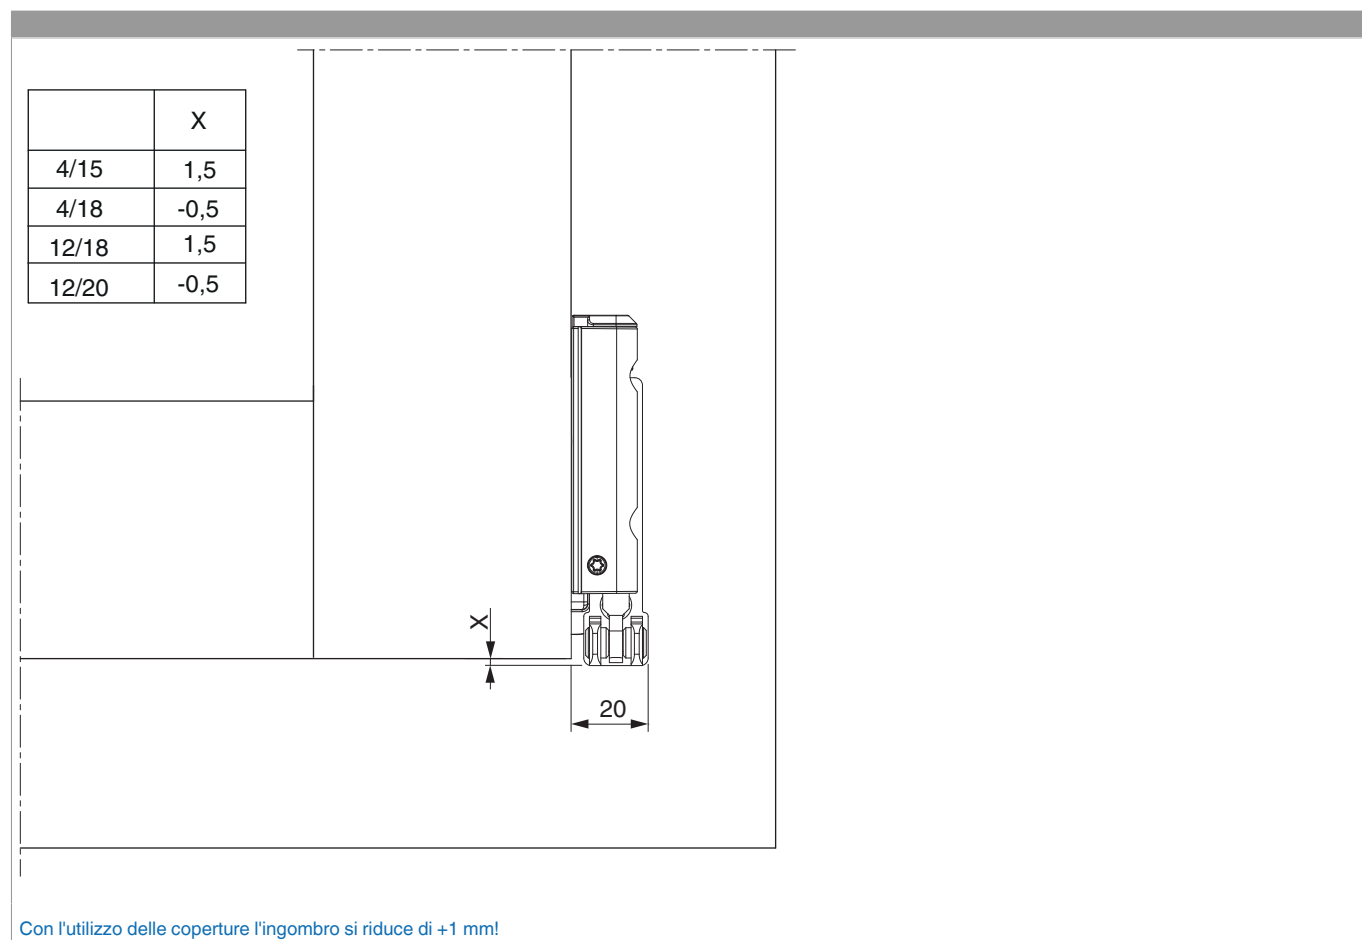 X
4/15 1,5
4/18 -0,5
12/18 1,5
12/20 -0,5
X
20
Con l'utilizzo delle coperture l'ingombro si riduce di +1 mm!